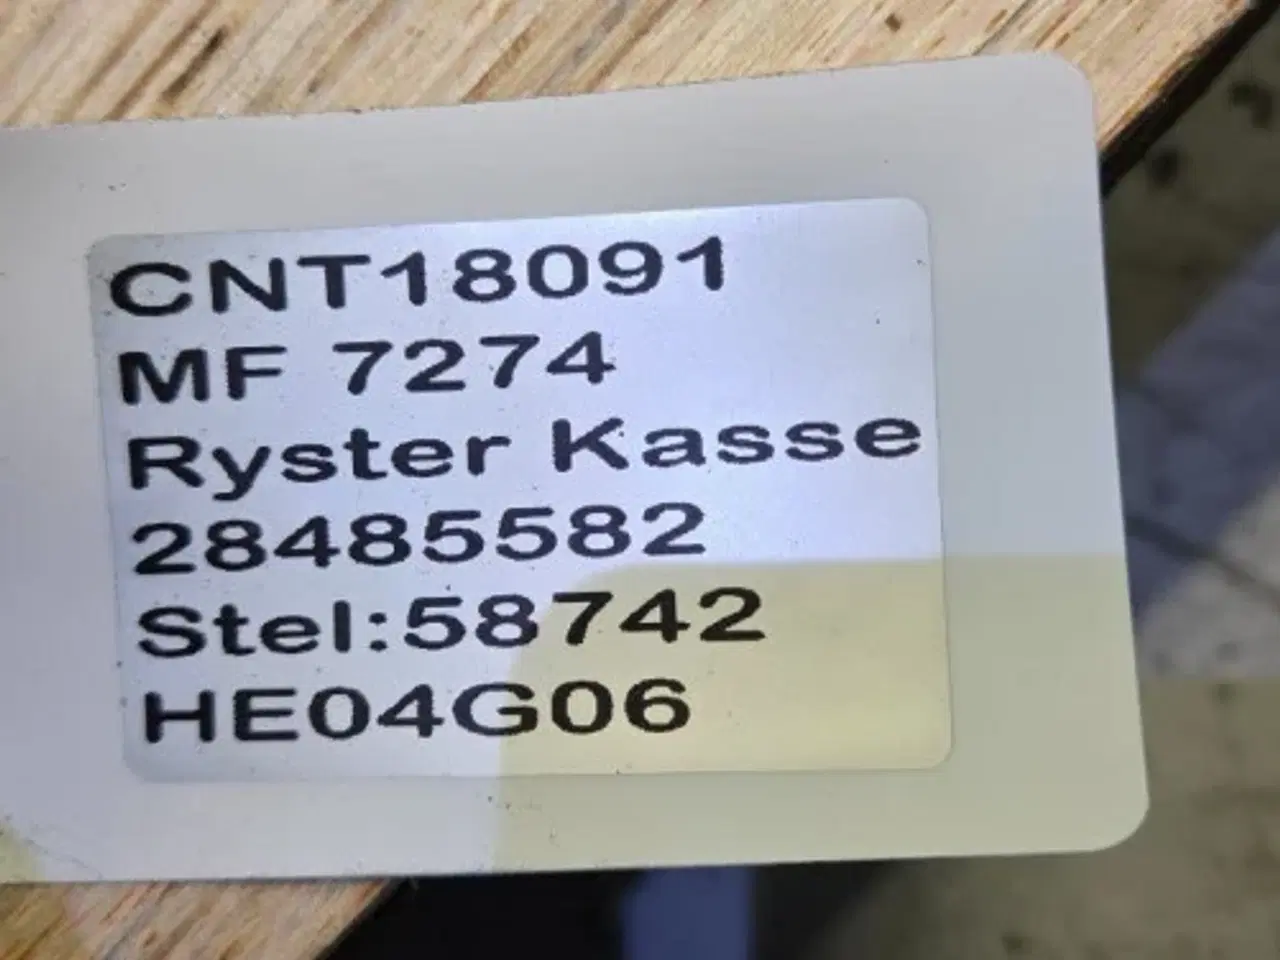 CNT18091
MF 7274
Ryster Kasse
28485582
Stel:58742
HE04G06